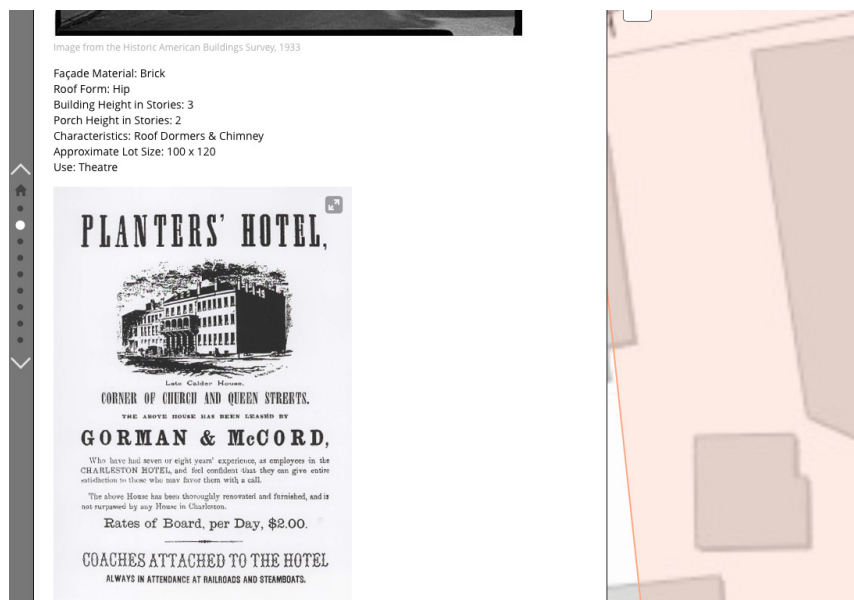 Image from the Historic American Buildings Survey, 1933
Façade Material: Brick
Roof Form: Hip
Building Height in Stories: 3
Porch Height in Stories: 2
Characteristics: Roof Dormers & Chimney
Approximate Lot Size: 100 x 120
Use: Theatre
PLANTERS' HOTEL,
Late Calder House,
CORNER OF CHURCH AND QUEEN STREETS.
THE ABOVE HOUSE HAS BEEN LEASED BY
GORMAN & McCORD,
Who have had seven or eight years' experience, as employees in the
CHARLESTON HOTEL, and feel confident that they can give entire
satisfaction to those who may favor them with a call.
The above House has been thoroughly renovated and furnished, and is
not surpassed by any House in Charleston.
Rates of Board, per Day, $2.00.
COACHES ATTACHED TO THE HOTEL
ALWAYS IN ATTENDANCE AT RAILROADS AND STEAMBOATS.